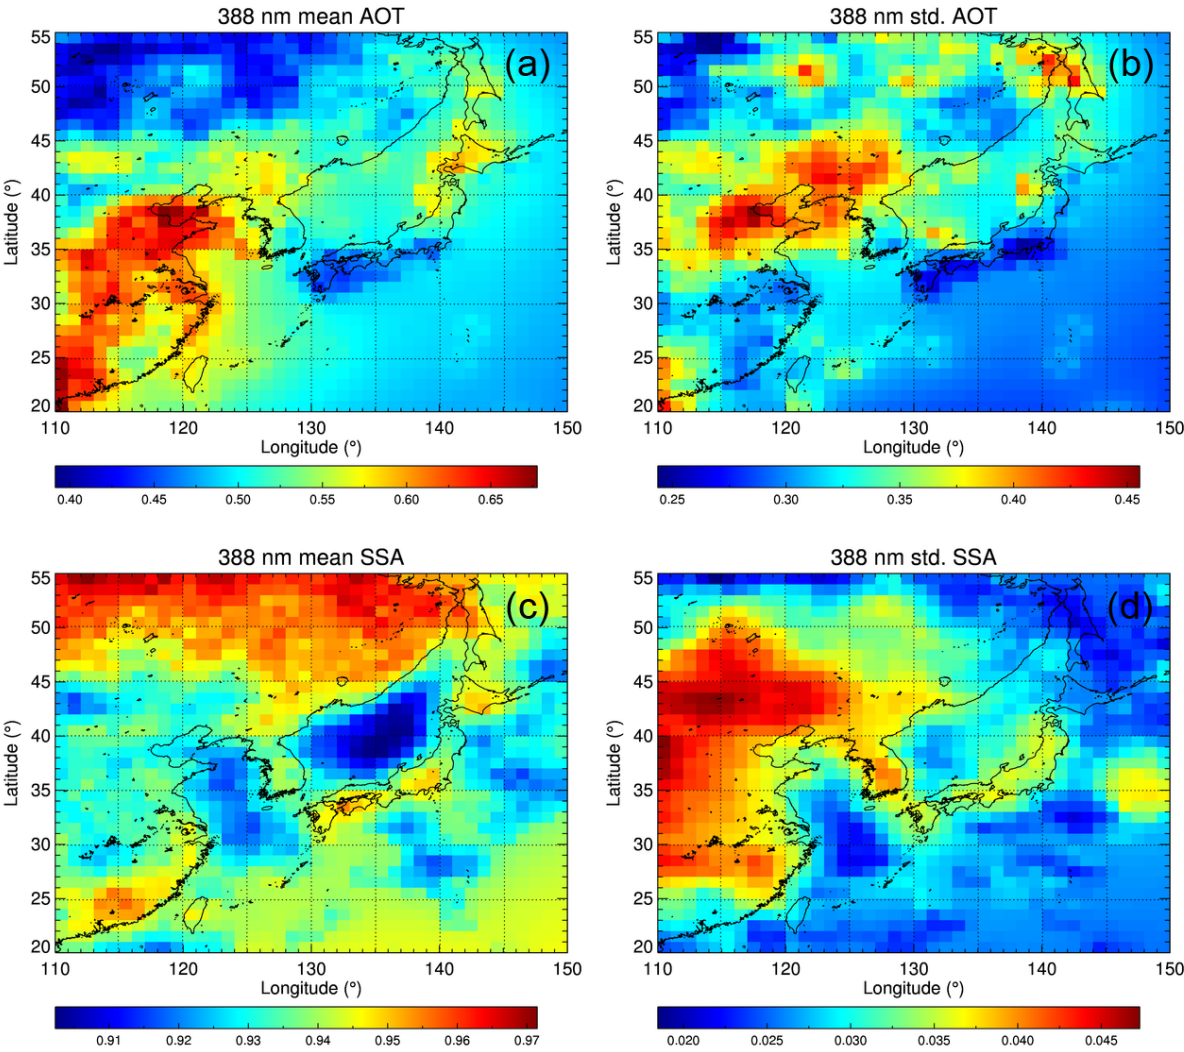 388 nm mean AOT
(a)
55
50
45
40
35
30
25
20
Latitude (°)
110 120 130 140 150
Longitude (°)
0.40 0.45 0.50 0.55 0.60 0.65
388 nm std. AOT
(b)
55
50
45
40
35
30
25
20
Latitude (°)
110 120 130 140 150
Longitude (°)
0.25 0.30 0.35 0.40 0.45
388 nm mean SSA
(c)
55
50
45
40
35
30
25
20
Latitude (°)
110 120 130 140 150
Longitude (°)
0.91 0.92 0.93 0.94 0.95 0.96 0.97
388 nm std. SSA
(d)
55
50
45
40
35
30
25
20
Latitude (°)
110 120 130 140 150
Longitude (°)
0.020 0.025 0.030 0.035 0.040 0.045